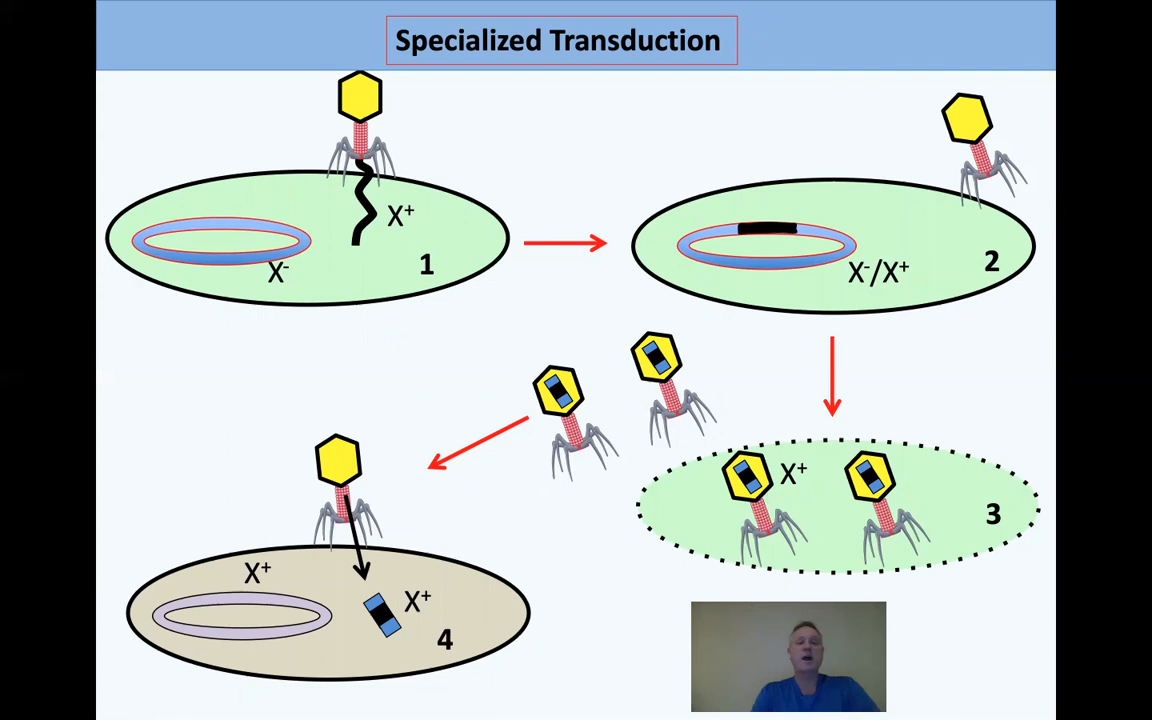 Specialized Transduction
X⁺
X⁻
1
X⁻/X⁺
2
X⁺
3
X⁺
X⁺
4